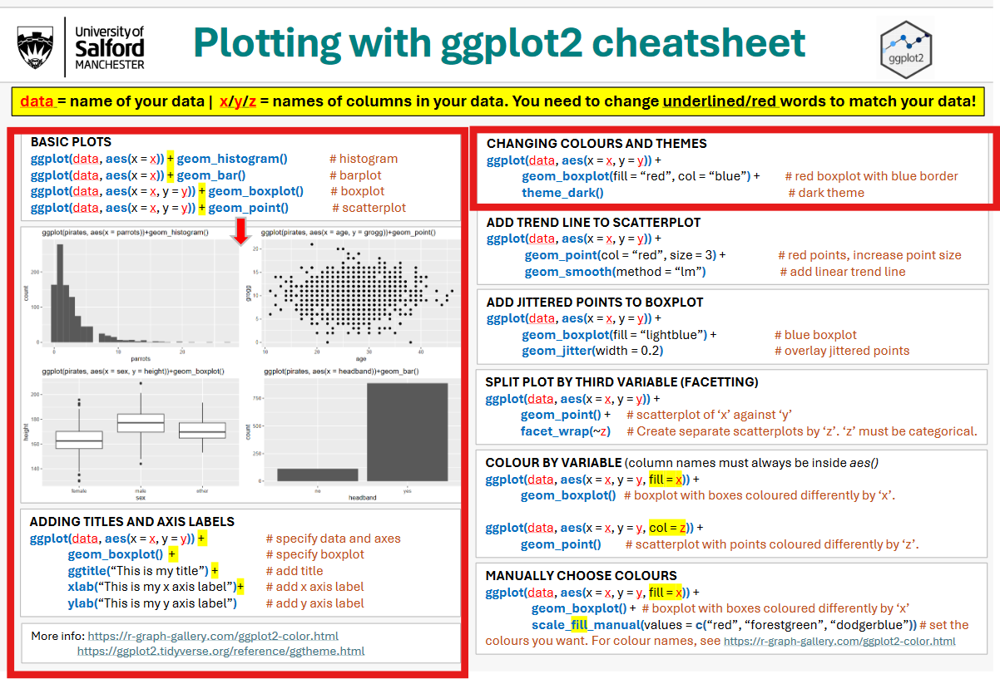 University of
Salford
MANCHESTER
Plotting with ggplot2 cheatsheet
ggplot2
data = name of your data | x/y/z = names of columns in your data. You need to change underlined/red words to match your data!
BASIC PLOTS
ggplot(data, aes(x = x)) + geom_histogram() # histogram
ggplot(data, aes(x = x)) + geom_bar() # barplot
ggplot(data, aes(x = x, y = y)) + geom_boxplot() # boxplot
ggplot(data, aes(x = x, y = y)) + geom_point() # scatterplot
ggplot(pirates, aes(x = parrots))+geom_histogram()
200
100
0
count
0 10 20
parrots
ggplot(pirates, aes(x = age, y = grogg))+geom_point()
20
15
10
5
0
grogg
10 20 30 40
age
ggplot(pirates, aes(x = sex, y = height))+geom_boxplot()
200
180
160
140
height
female male other
sex
ggplot(pirates, aes(x = headband))+geom_bar()
750
500
250
0
count
no yes
headband
ADDING TITLES AND AXIS LABELS
ggplot(data, aes(x = x, y = y)) + # specify data and axes
geom_boxplot() + # specify boxplot
ggtitle(“This is my title”) + # add title
xlab(“This is my x axis label”)+ # add x axis label
ylab(“This is my y axis label”) # add y axis label
More info: https://r-graph-gallery.com/ggplot2-color.html
https://ggplot2.tidyverse.org/reference/ggtheme.html
CHANGING COLOURS AND THEMES
ggplot(data, aes(x = x, y = y)) +
geom_boxplot(fill = “red”, col = “blue”) + # red boxplot with blue border
theme_dark() # dark theme
ADD TREND LINE TO SCATTERPLOT
ggplot(data, aes(x = x, y = y)) +
geom_point(col = “red”, size = 3) + # red points, increase point size
geom_smooth(method = “lm”) # add linear trend line
ADD JITTERED POINTS TO BOXPLOT
ggplot(data, aes(x = x, y = y)) +
geom_boxplot(fill = “lightblue”) + # blue boxplot
geom_jitter(width = 0.2) # overlay jittered points
SPLIT PLOT BY THIRD VARIABLE (FACETTING)
ggplot(data, aes(x = x, y = y)) +
geom_point() + # scatterplot of ‘x’ against ‘y’
facet_wrap(~z) # Create separate scatterplots by ‘z’. ‘z’ must be categorical.
COLOUR BY VARIABLE (column names must always be inside aes()
ggplot(data, aes(x = x, y = y, fill = x)) +
geom_boxplot() # boxplot with boxes coloured differently by ‘x’.
ggplot(data, aes(x = x, y = y, col = z)) +
geom_point() # scatterplot with points coloured differently by ‘z’.
MANUALLY CHOOSE COLOURS
ggplot(data, aes(x = x, y = y, fill = x)) +
geom_boxplot() + # boxplot with boxes coloured differently by ‘x’
scale_fill_manual(values = c(“red”, “forestgreen”, “dodgerblue”)) # set the
colours you want. For colour names, see https://r-graph-gallery.com/ggplot2-color.html